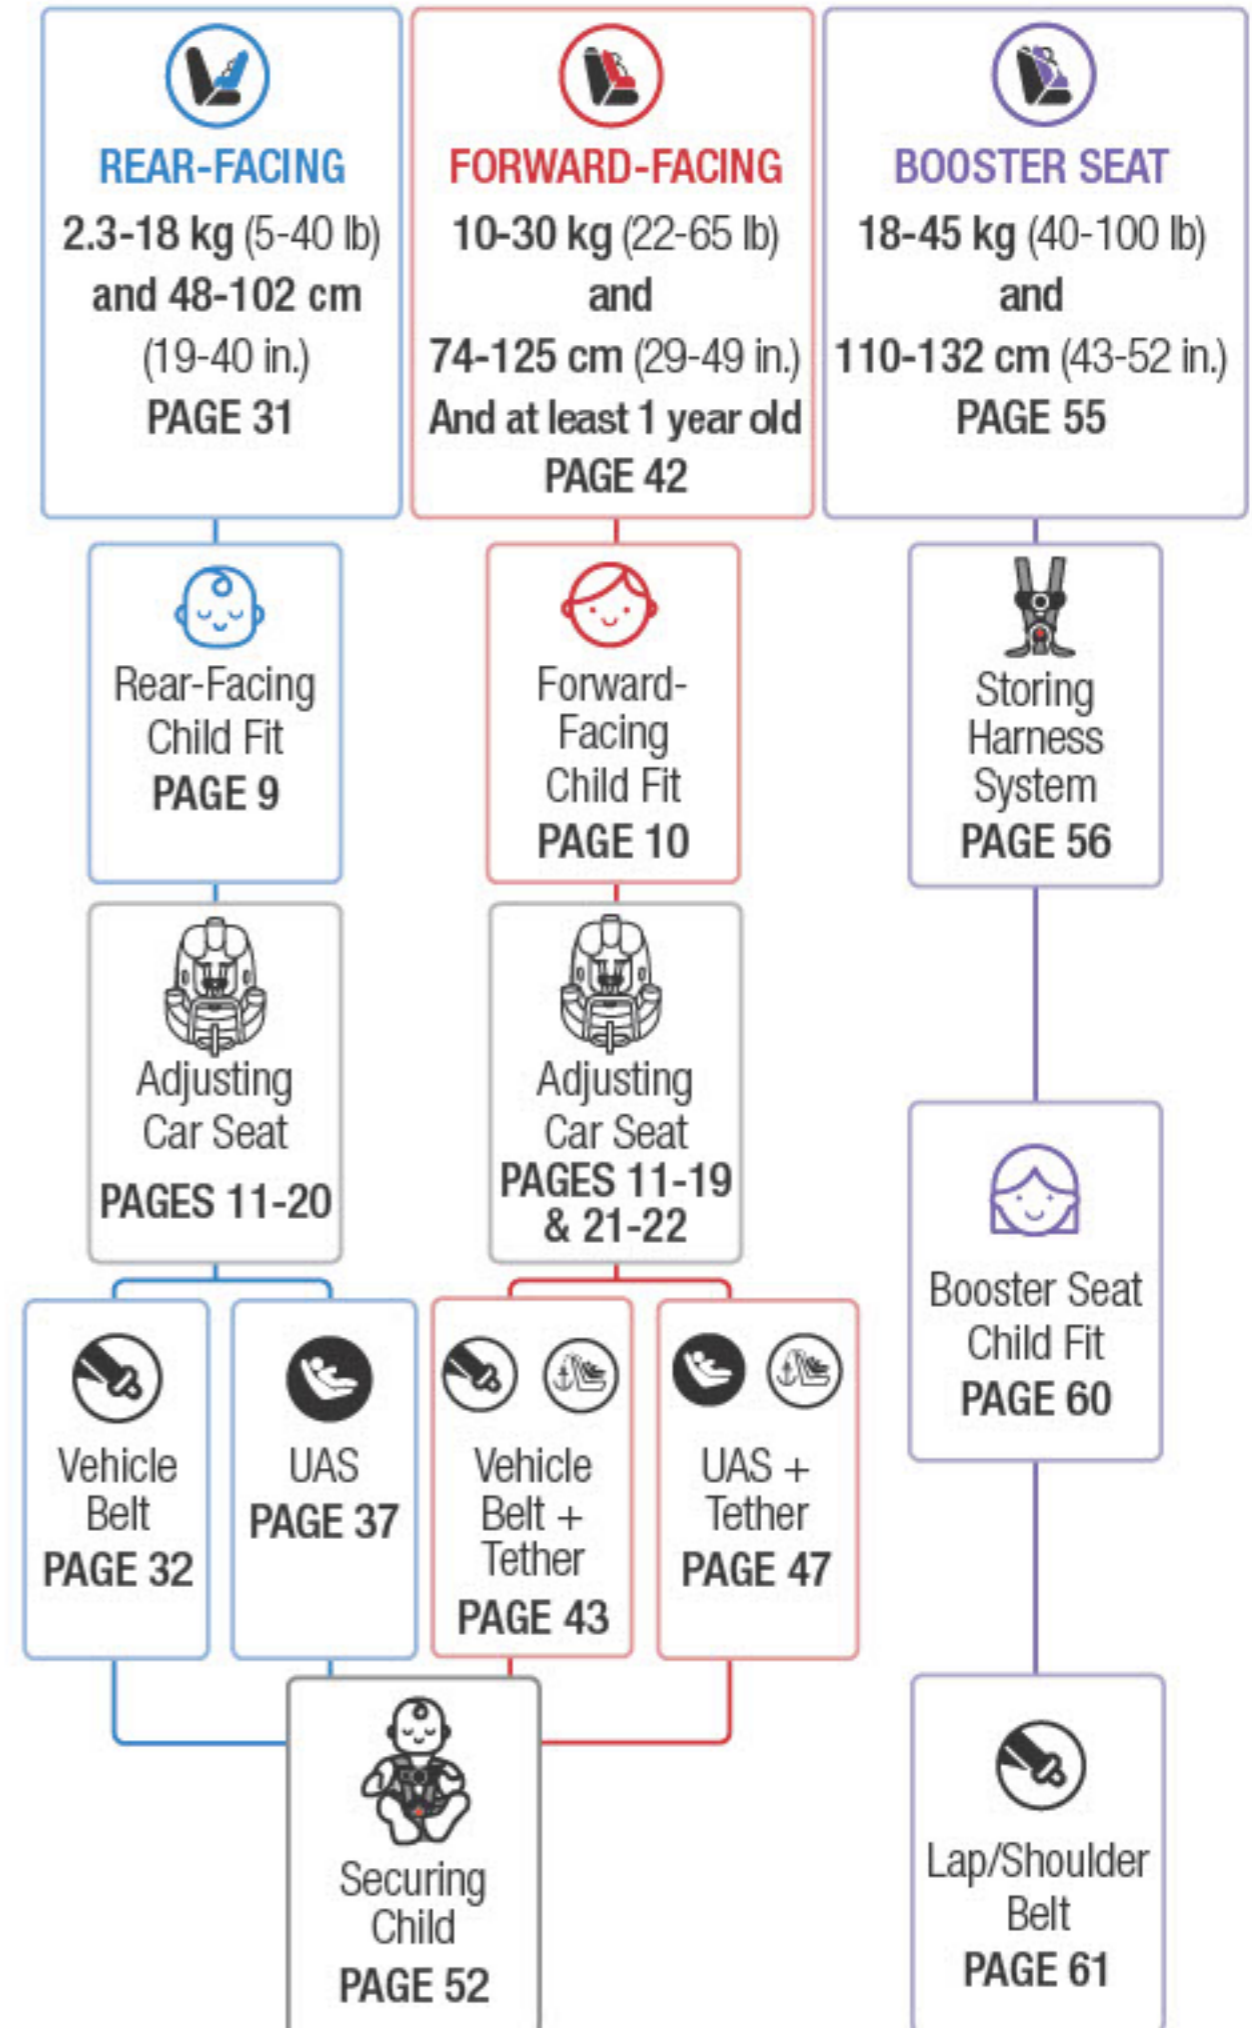 REAR-FACING
2.3-18 kg (5-40 lb)
and 48-102 cm
(19-40 in.)
PAGE 31
FORWARD-FACING
10-30 kg (22-65 lb)
and
74-125 cm (29-49 in.)
And at least 1 year old
PAGE 42
BOOSTER SEAT
18-45 kg (40-100 lb)
and
110-132 cm (43-52 in.)
PAGE 55
Rear-Facing
Child Fit
PAGE 9
Forward-
Facing
Child Fit
PAGE 10
Storing
Harness
System
PAGE 56
Adjusting
Car Seat
PAGES 11-20
Adjusting
Car Seat
PAGES 11-19
& 21-22
Booster Seat
Child Fit
PAGE 60
Vehicle
Belt
PAGE 32
UAS
PAGE 37
Vehicle
Belt +
Tether
PAGE 43
UAS +
Tether
PAGE 47
Securing
Child
PAGE 52
Lap/Shoulder
Belt
PAGE 61